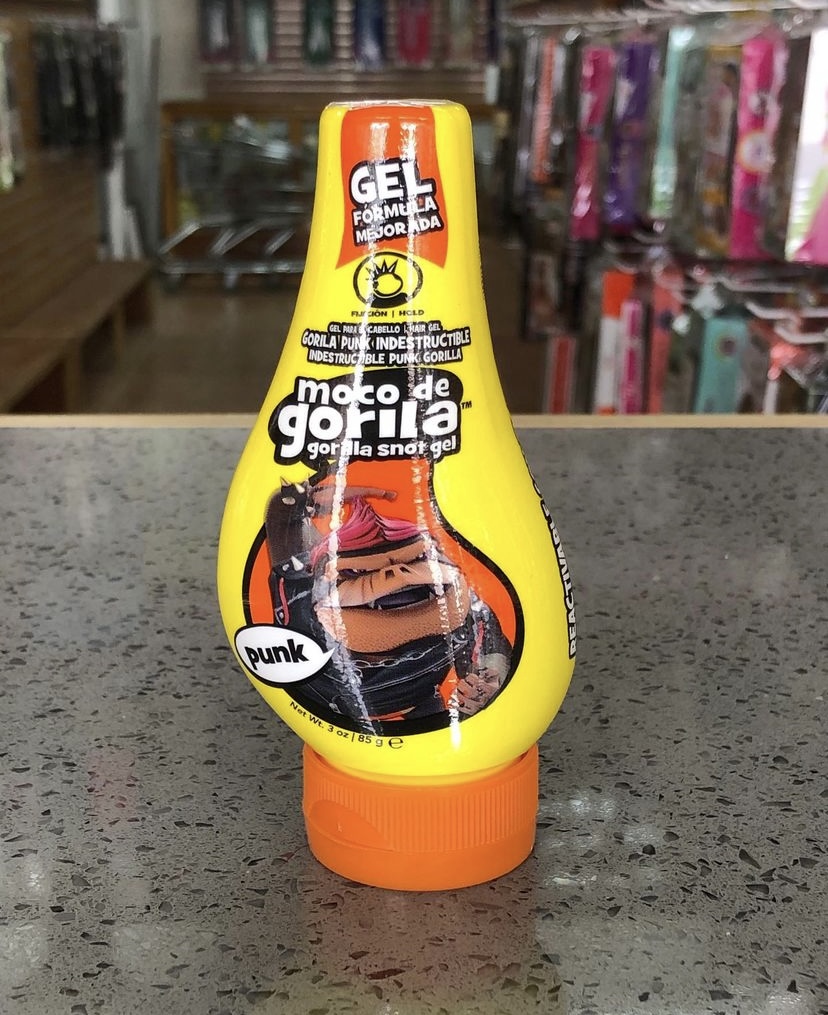 GEL
FÓRMULA
MEJORADA
FIJACIÓN | HOLD
GEL PARA EL CABELLO | HAIR GEL
GORILA PUNK INDESTRUCTIBLE
INDESTRUCTIBLE PUNK GORILLA
moco de
gorila™
gorilla snot gel
punk
Net Wt. 3 oz | 85 g ℮
REACTIVABLE